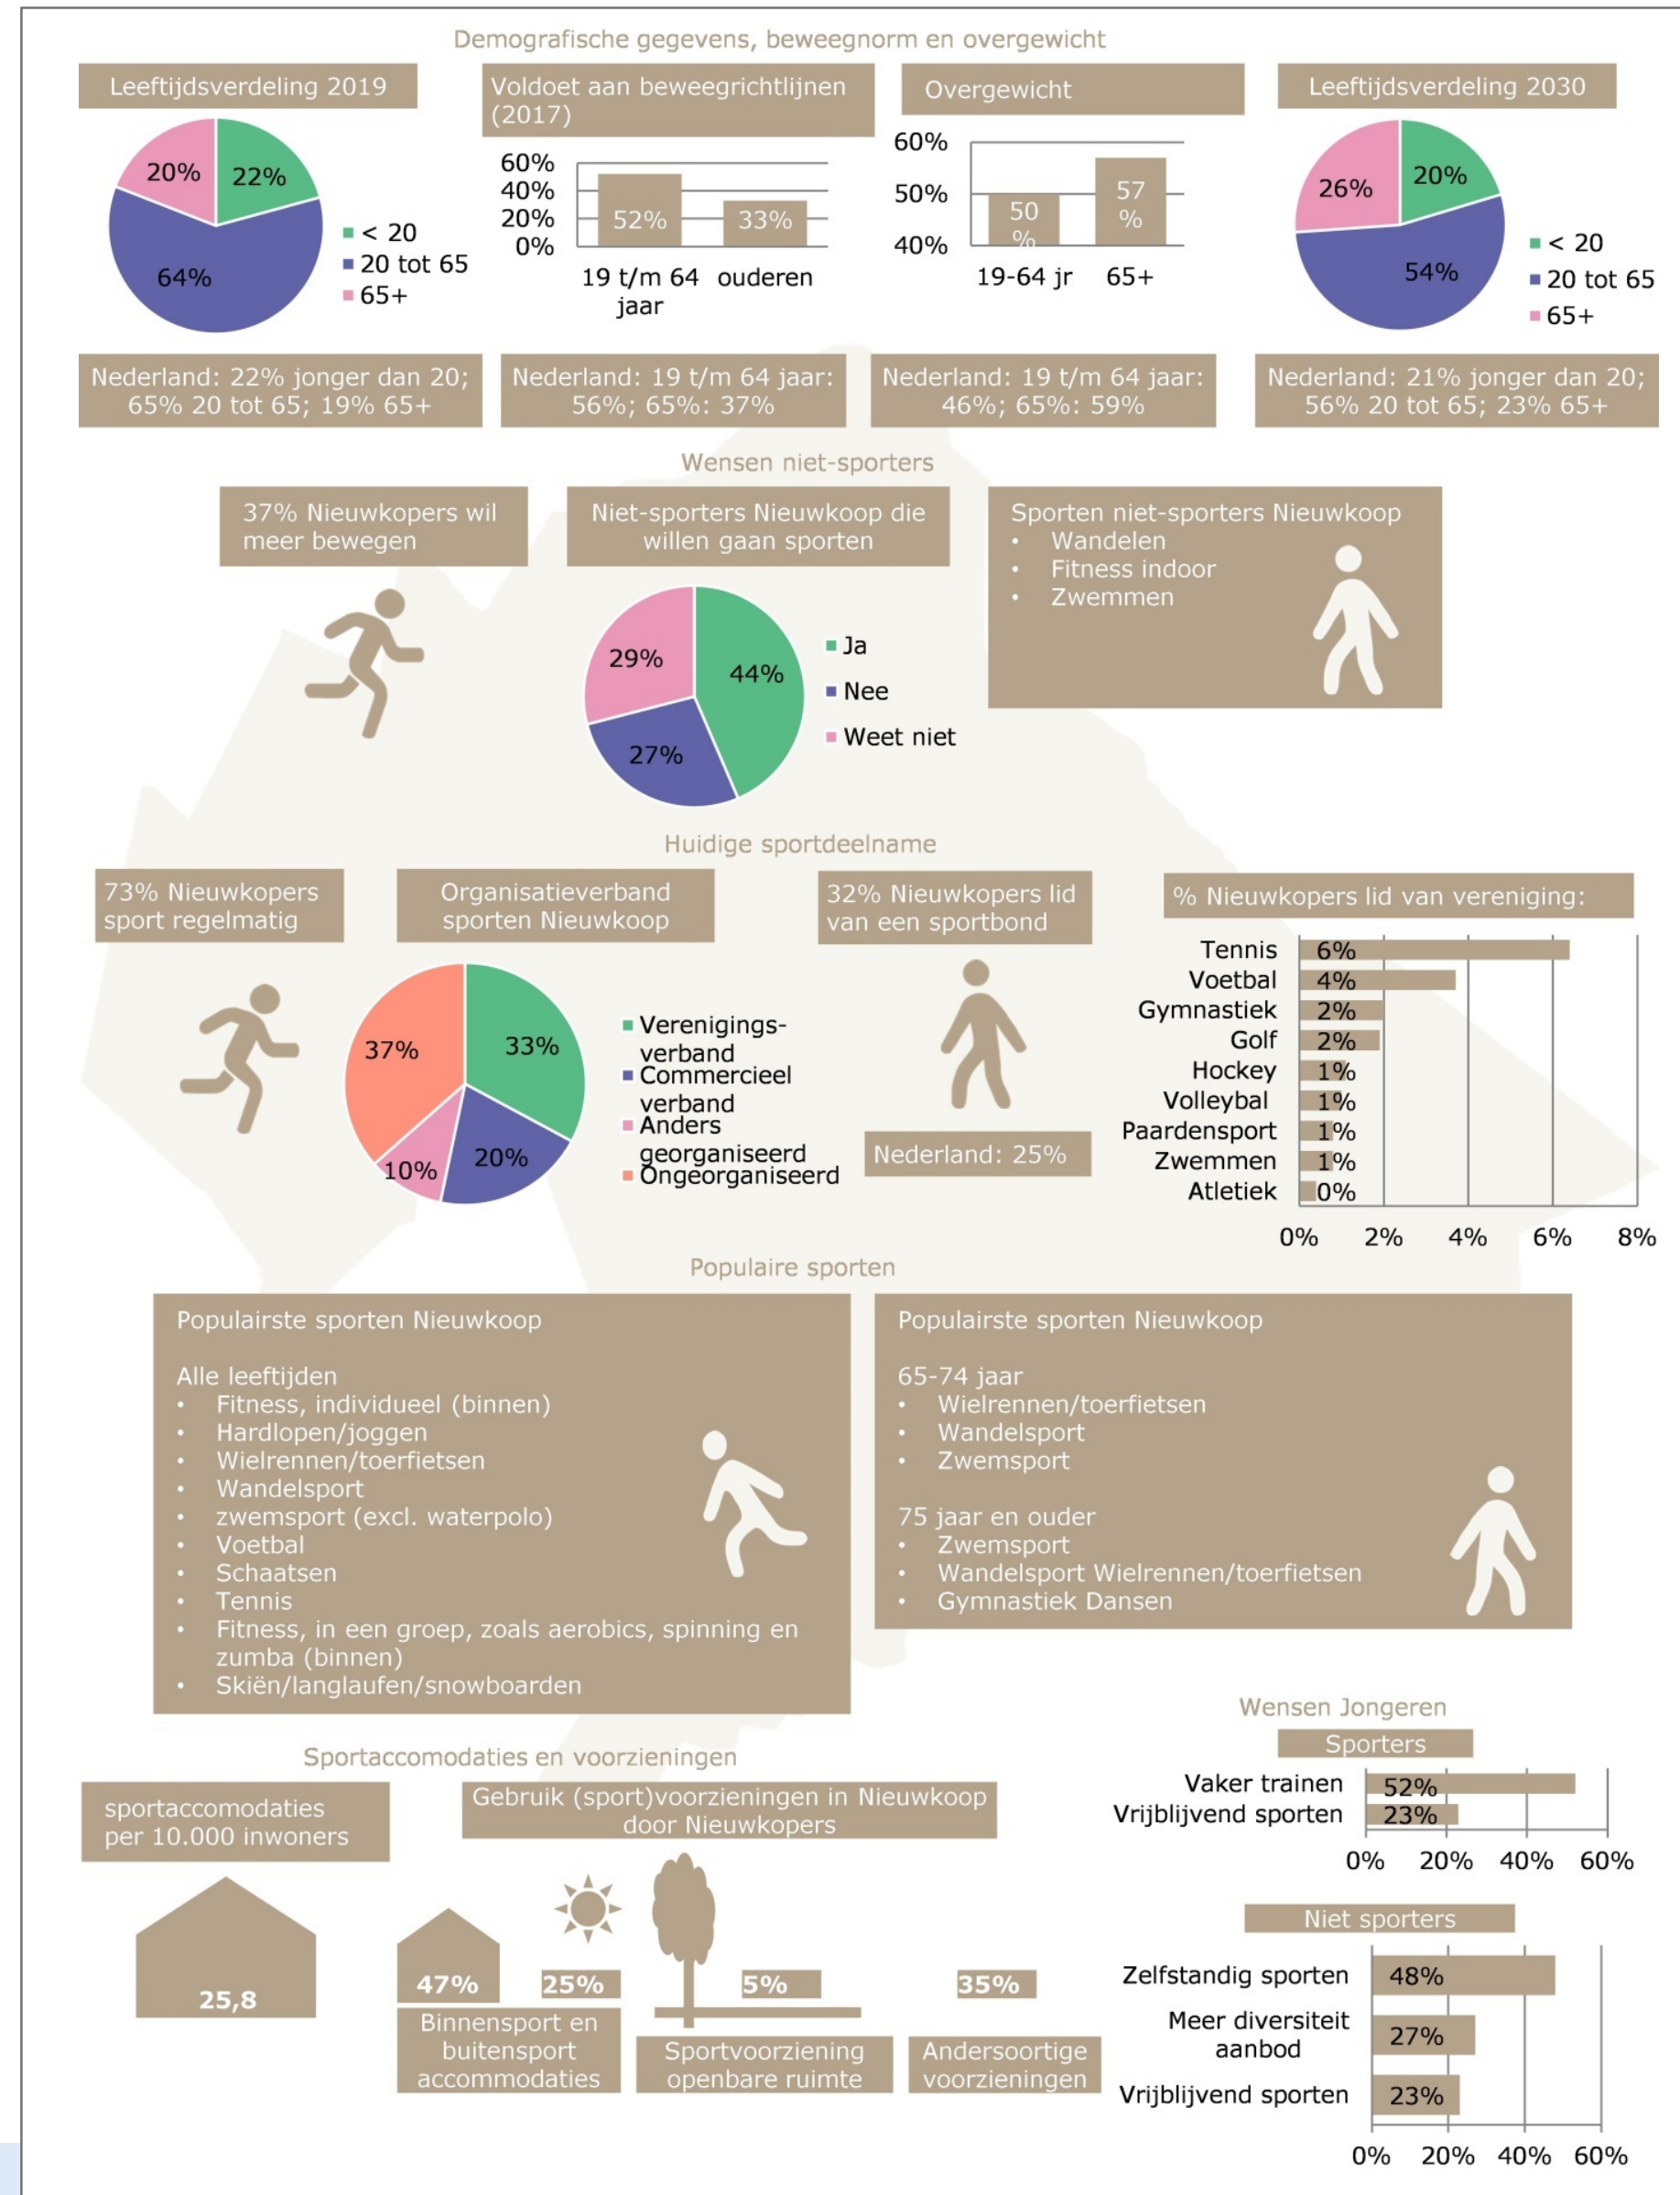 Demografische gegevens, beweegnorm en overgewicht
Leeftijdsverdeling 2019
20%
22%
64%
< 20
20 tot 65
65+
Nederland: 22% jonger dan 20;
65% 20 tot 65; 19% 65+
Voldoet aan beweegrichtlijnen
(2017)
60%
40%
20%
0%
52%
33%
19 t/m 64
jaar
ouderen
Nederland: 19 t/m 64 jaar:
56%; 65%: 37%
Overgewicht
60%
50%
40%
50
%
57
%
19-64 jr
65+
Nederland: 19 t/m 64 jaar:
46%; 65%: 59%
Leeftijdsverdeling 2030
26%
20%
54%
< 20
20 tot 65
65+
Nederland: 21% jonger dan 20;
56% 20 tot 65; 23% 65+
Wensen niet-sporters
37% Nieuwkopers wil
meer bewegen
Niet-sporters Nieuwkoop die
willen gaan sporten
29%
44%
27%
Ja
Nee
Weet niet
Sporten niet-sporters Nieuwkoop
• Wandelen
• Fitness indoor
• Zwemmen
Huidige sportdeelname
73% Nieuwkopers
sport regelmatig
Organisatieverband
sporten Nieuwkoop
37%
33%
10%
20%
Verenigings-
verband
Commercieel
verband
Anders
georganiseerd
Ongeorganiseerd
32% Nieuwkopers lid
van een sportbond
Nederland: 25%
% Nieuwkopers lid van vereniging:
Tennis 6%
Voetbal 4%
Gymnastiek 2%
Golf 2%
Hockey 1%
Volleybal 1%
Paardensport 1%
Zwemmen 1%
Atletiek 0%
0% 2% 4% 6% 8%
Populaire sporten
Populairste sporten Nieuwkoop
Alle leeftijden
• Fitness, individueel (binnen)
• Hardlopen/joggen
• Wielrennen/toerfietsen
• Wandelsport
• zwemsport (excl. waterpolo)
• Voetbal
• Schaatsen
• Tennis
• Fitness, in een groep, zoals aerobics, spinning en
zumba (binnen)
• Skiën/langlaufen/snowboarden
Populairste sporten Nieuwkoop
65-74 jaar
• Wielrennen/toerfietsen
• Wandelsport
• Zwemsport
75 jaar en ouder
• Zwemsport
• Wandelsport Wielrennen/toerfietsen
• Gymnastiek Dansen
Sportaccomodaties en voorzieningen
sportaccomodaties
per 10.000 inwoners
25,8
Gebruik (sport)voorzieningen in Nieuwkoop
door Nieuwkopers
47%
25%
5%
35%
Binnensport en
buitensport
accommodaties
Sportvoorziening
openbare ruimte
Andersoortige
voorzieningen
Wensen Jongeren
Sporters
Vaker trainen 52%
Vrijblijvend sporten 23%
0% 20% 40% 60%
Niet sporters
Zelfstandig sporten 48%
Meer diversiteit
aanbod
27%
Vrijblijvend sporten 23%
0% 20% 40% 60%